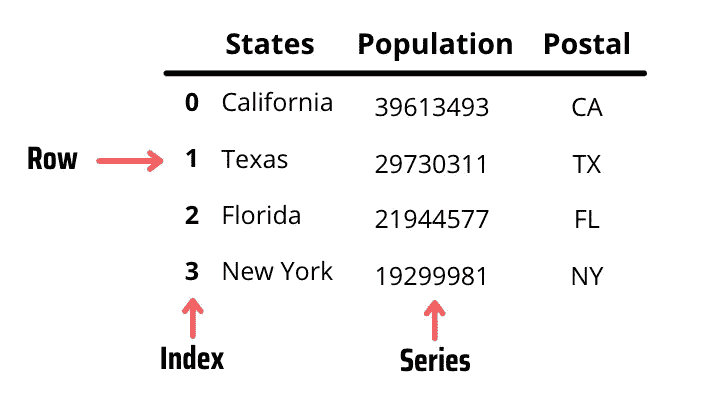 States Population Postal
0 California 39613493 CA
Row 1 Texas 29730311 TX
2 Florida 21944577 FL
3 New York 19299981 NY
Index Series